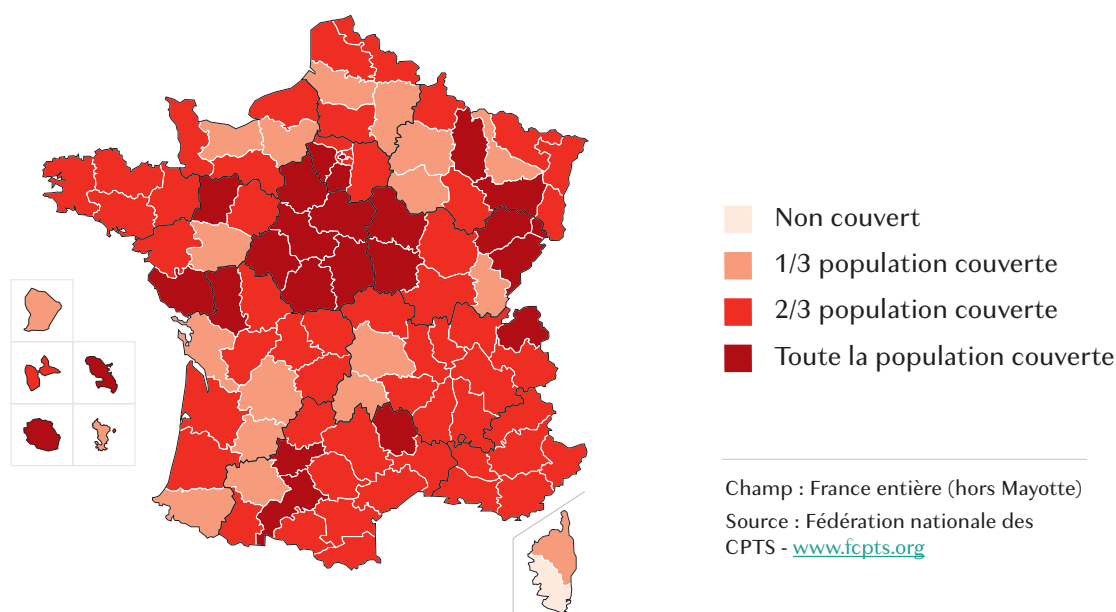 Non couvert
1/3 population couverte
2/3 population couverte
Toute la population couverte
Champ : France entière (hors Mayotte)
Source : Fédération nationale des
CPTS - www.fcpts.org